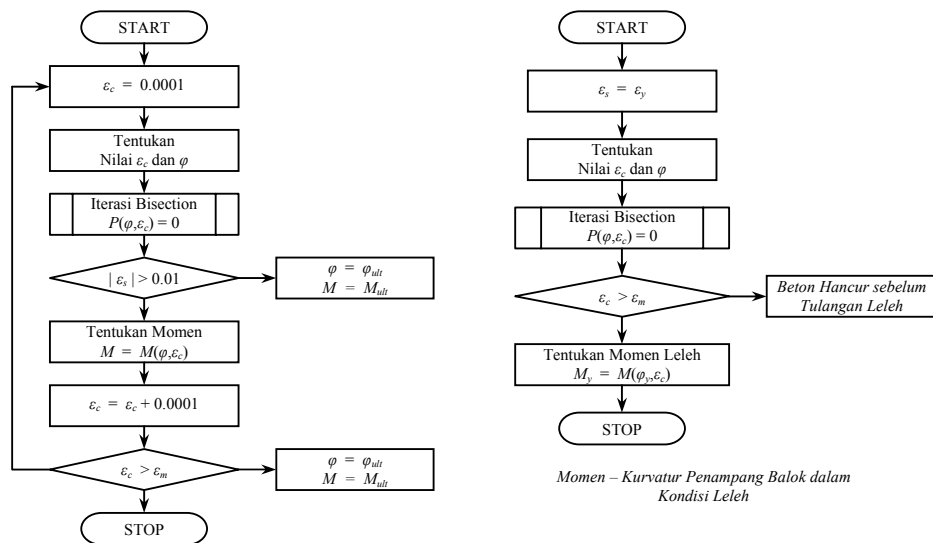 START
εc = 0.0001
Tentukan
Nilai εc dan φ
Iterasi Bisection
P(φ,εc) = 0
| εs | > 0.01
φ = φult
M = Mult
Tentukan Momen
M = M(φ,εc)
εc = εc + 0.0001
εc > εm
φ = φult
M = Mult
STOP
START
εs = εy
Tentukan
Nilai εc dan φ
Iterasi Bisection
P(φ,εc) = 0
εc > εm
Beton Hancur sebelum
Tulangan Leleh
Tentukan Momen Leleh
My = M(φy,εc)
STOP
Momen – Kurvatur Penampang Balok dalam
Kondisi Leleh